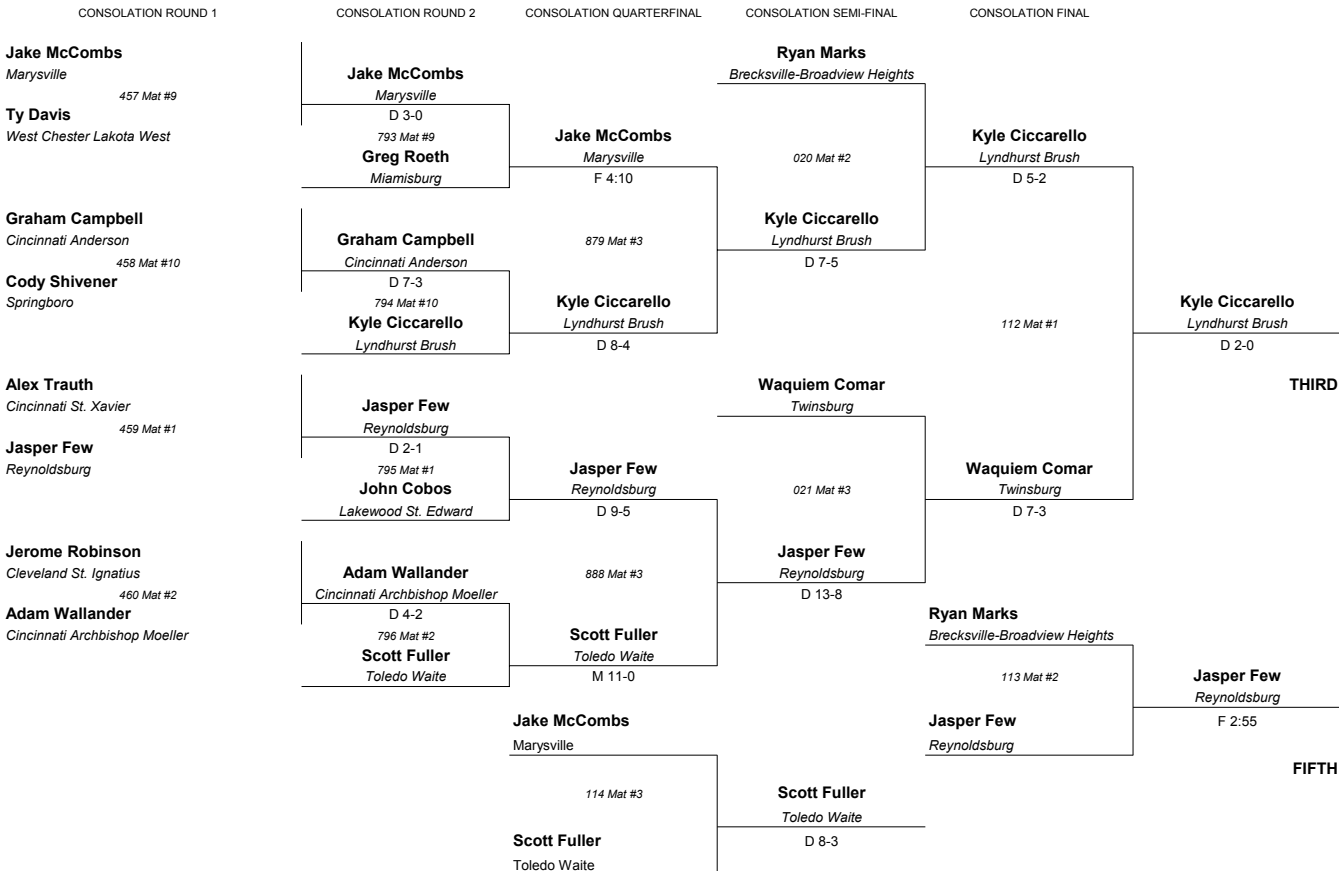 CONSOLATION ROUND 1
CONSOLATION ROUND 2
CONSOLATION QUARTERFINAL
CONSOLATION SEMI-FINAL
CONSOLATION FINAL
Jake McCombs
Marysville
457 Mat #9
Ty Davis
West Chester Lakota West
Graham Campbell
Cincinnati Anderson
458 Mat #10
Cody Shivener
Springboro
Alex Trauth
Cincinnati St. Xavier
459 Mat #1
Jasper Few
Reynoldsburg
Jerome Robinson
Cleveland St. Ignatius
460 Mat #2
Adam Wallander
Cincinnati Archbishop Moeller
Jake McCombs
Marysville
D 3-0
793 Mat #9
Greg Roeth
Miamisburg
Graham Campbell
Cincinnati Anderson
D 7-3
794 Mat #10
Kyle Ciccarello
Lyndhurst Brush
Jasper Few
Reynoldsburg
D 2-1
795 Mat #1
John Cobos
Lakewood St. Edward
Adam Wallander
Cincinnati Archbishop Moeller
D 4-2
796 Mat #2
Scott Fuller
Toledo Waite
Jake McCombs
Marysville
F 4:10
879 Mat #3
Kyle Ciccarello
Lyndhurst Brush
D 8-4
Jasper Few
Reynoldsburg
D 9-5
888 Mat #3
Scott Fuller
Toledo Waite
M 11-0
Jake McCombs
Marysville
114 Mat #3
Scott Fuller
Toledo Waite
Ryan Marks
Brecksville-Broadview Heights
020 Mat #2
Kyle Ciccarello
Lyndhurst Brush
D 7-5
Waquiem Comar
Twinsburg
021 Mat #3
Jasper Few
Reynoldsburg
D 13-8
Scott Fuller
Toledo Waite
D 8-3
Kyle Ciccarello
Lyndhurst Brush
D 5-2
112 Mat #1
Waquiem Comar
Twinsburg
D 7-3
Ryan Marks
Brecksville-Broadview Heights
113 Mat #2
Jasper Few
Reynoldsburg
Kyle Ciccarello
Lyndhurst Brush
D 2-0
THIRD
Jasper Few
Reynoldsburg
F 2:55
FIFTH